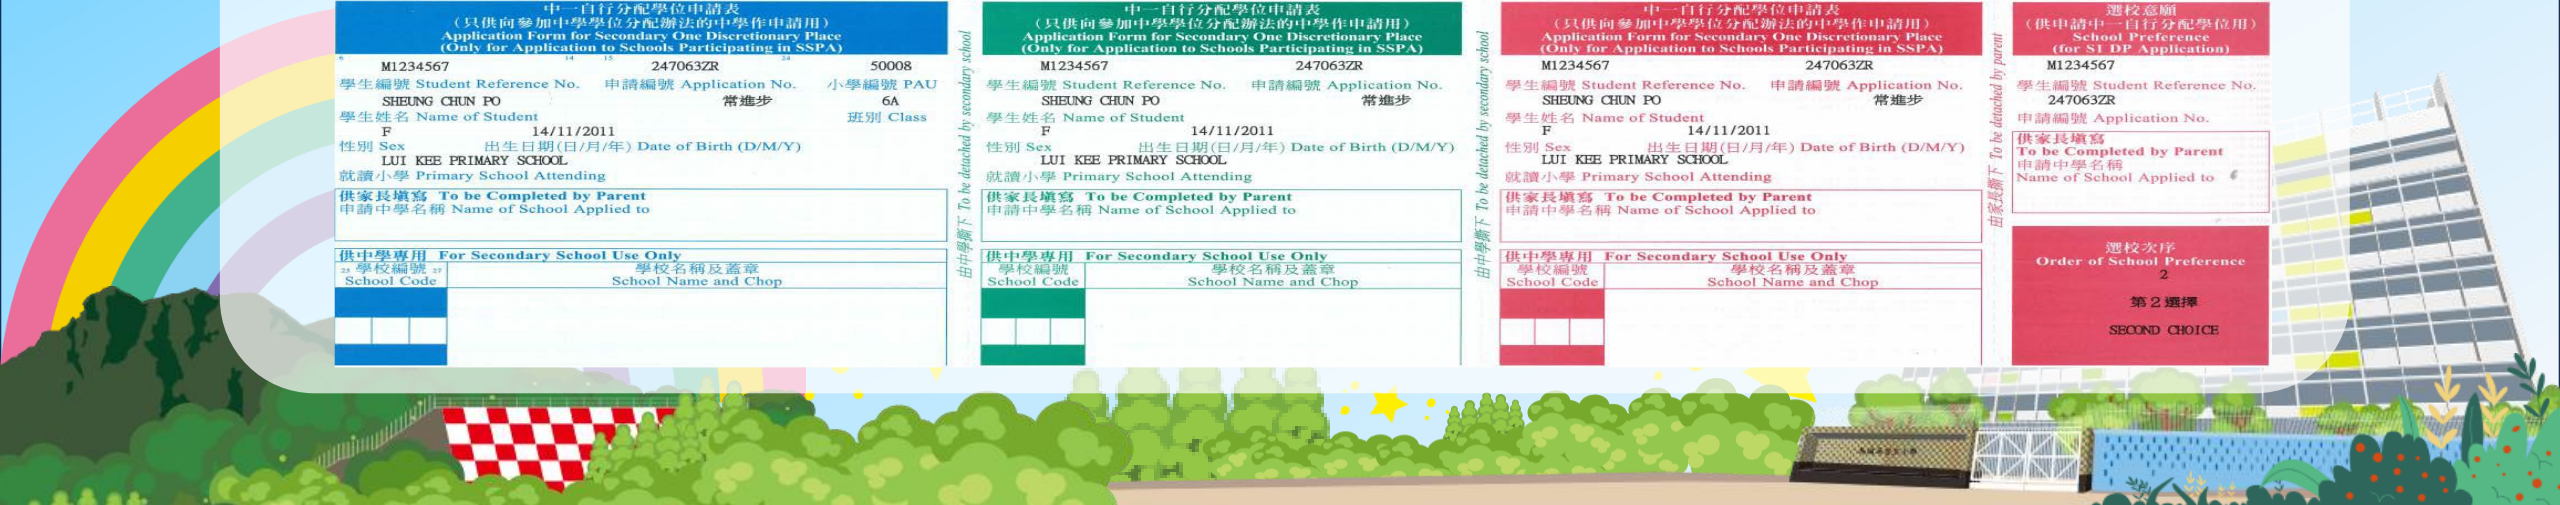 中一自行分配學位申請表
（只供向參加中學學位分配辦法的中學作申請用）
Application Form for Secondary One Discretionary Place
(Only for Application to Schools Participating in SSPA)
6 14 15 24
M1234567 247063ZR 50008
學生編號 Student Reference No. 申請編號 Application No. 小學編號 PAU
SHEUNG CHUN PO 常進步 6A
學生姓名 Name of Student 班別 Class
F 14/11/2011
性別 Sex 出生日期(日/月/年) Date of Birth (D/M/Y)
LUI KEE PRIMARY SCHOOL
就讀小學 Primary School Attending
供家長填寫 To be Completed by Parent
申請中學名稱 Name of School Applied to
供中學專用 For Secondary School Use Only
25 學校編號 27 學校名稱及蓋章
School Code School Name and Chop
由中學撕下 To be detached by secondary school
中一自行分配學位申請表
（只供向參加中學學位分配辦法的中學作申請用）
Application Form for Secondary One Discretionary Place
(Only for Application to Schools Participating in SSPA)
M1234567 247063ZR
學生編號 Student Reference No. 申請編號 Application No.
SHEUNG CHUN PO 常進步
學生姓名 Name of Student
F 14/11/2011
性別 Sex 出生日期(日/月/年) Date of Birth (D/M/Y)
LUI KEE PRIMARY SCHOOL
就讀小學 Primary School Attending
供家長填寫 To be Completed by Parent
申請中學名稱 Name of School Applied to
供中學專用 For Secondary School Use Only
學校編號 學校名稱及蓋章
School Code School Name and Chop
由中學撕下 To be detached by secondary school
中一自行分配學位申請表
（只供向參加中學學位分配辦法的中學作申請用）
Application Form for Secondary One Discretionary Place
(Only for Application to Schools Participating in SSPA)
M1234567 247063ZR
學生編號 Student Reference No. 申請編號 Application No.
SHEUNG CHUN PO 常進步
學生姓名 Name of Student
F 14/11/2011
性別 Sex 出生日期(日/月/年) Date of Birth (D/M/Y)
LUI KEE PRIMARY SCHOOL
就讀小學 Primary School Attending
供家長填寫 To be Completed by Parent
申請中學名稱 Name of School Applied to
供中學專用 For Secondary School Use Only
學校編號 學校名稱及蓋章
School Code School Name and Chop
由家長撕下 To be detached by parent
選校意願
（供申請中一自行分配學位用）
School Preference
(for S1 DP Application)
M1234567
學生編號 Student Reference No.
247063ZR
申請編號 Application No.
供家長填寫
To be Completed by Parent
申請中學名稱
Name of School Applied to
選校次序
Order of School Preference
2
第2選擇
SECOND CHOICE